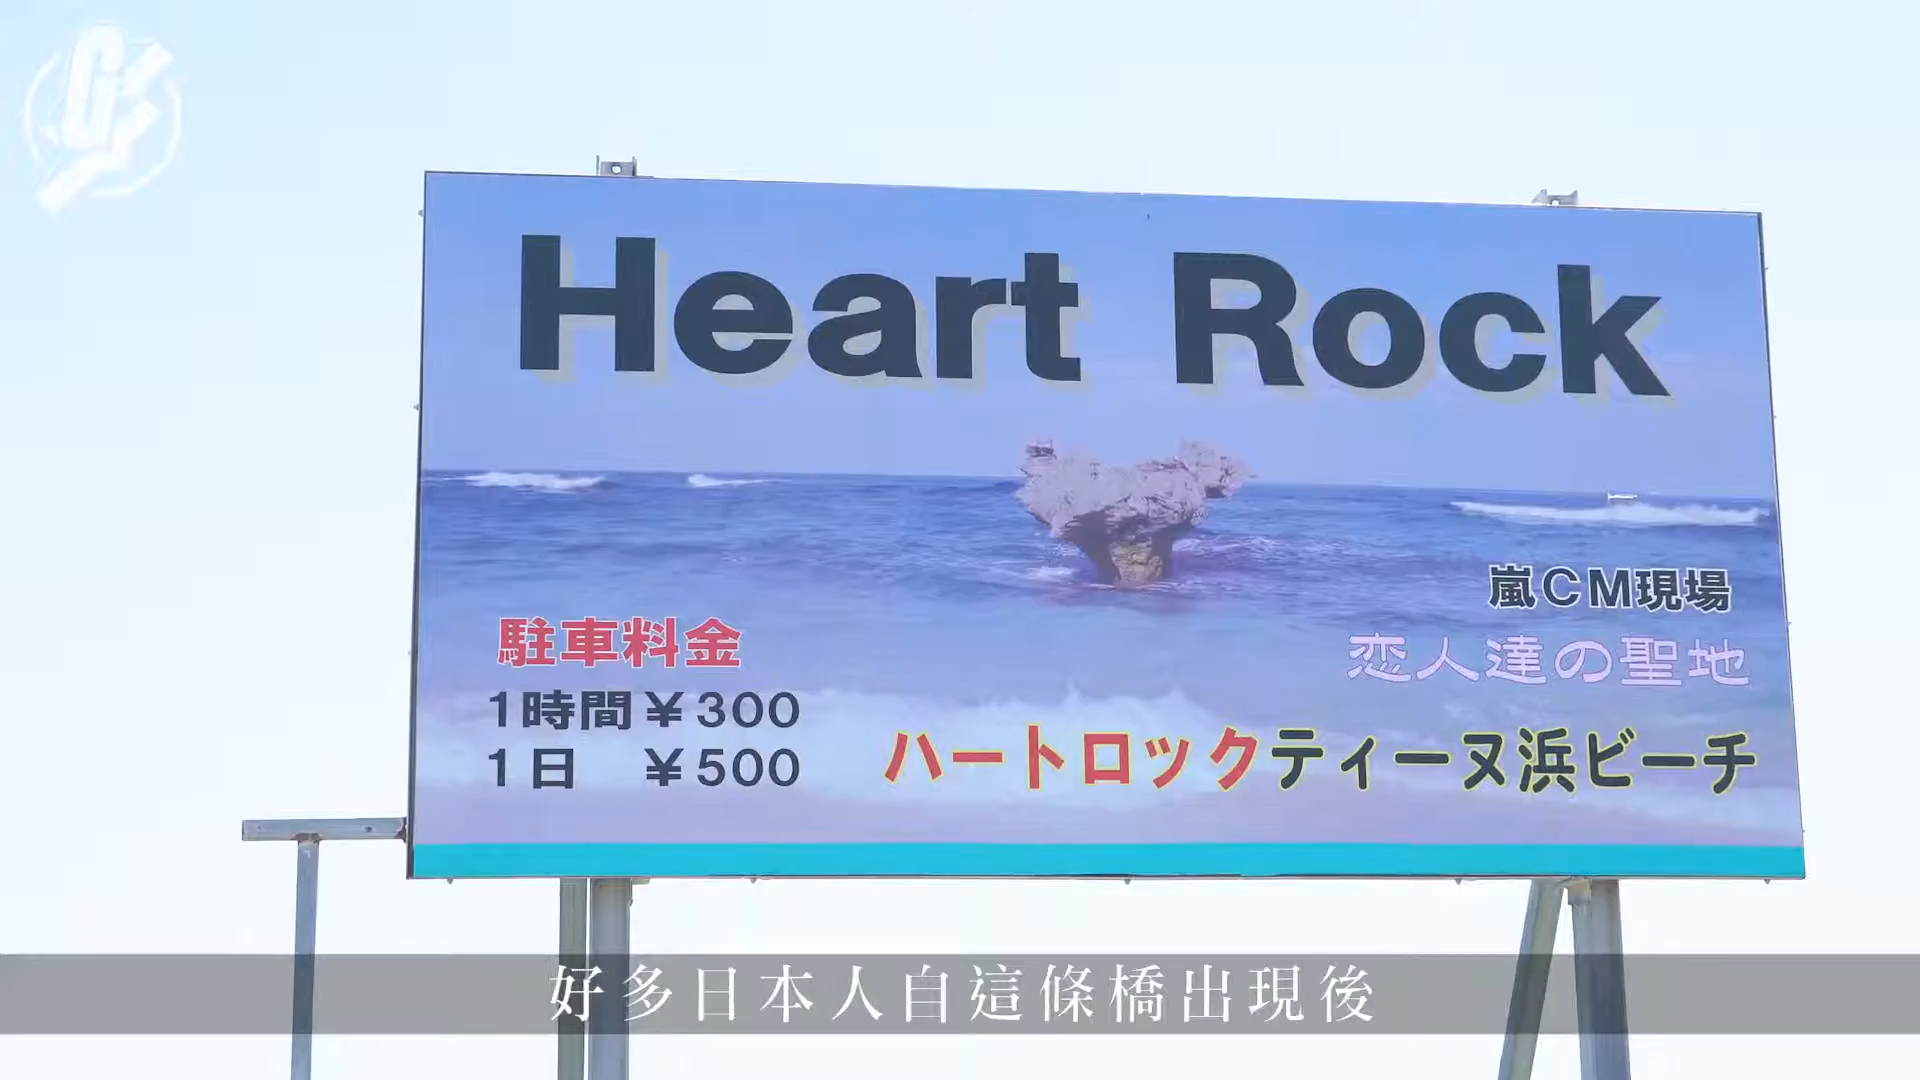 Heart Rock
嵐CM現場
恋人達の聖地
駐車料金
1時間¥300
1日 ¥500
ハートロックティーヌ浜ビーチ
好多日本人自這條橋出現後